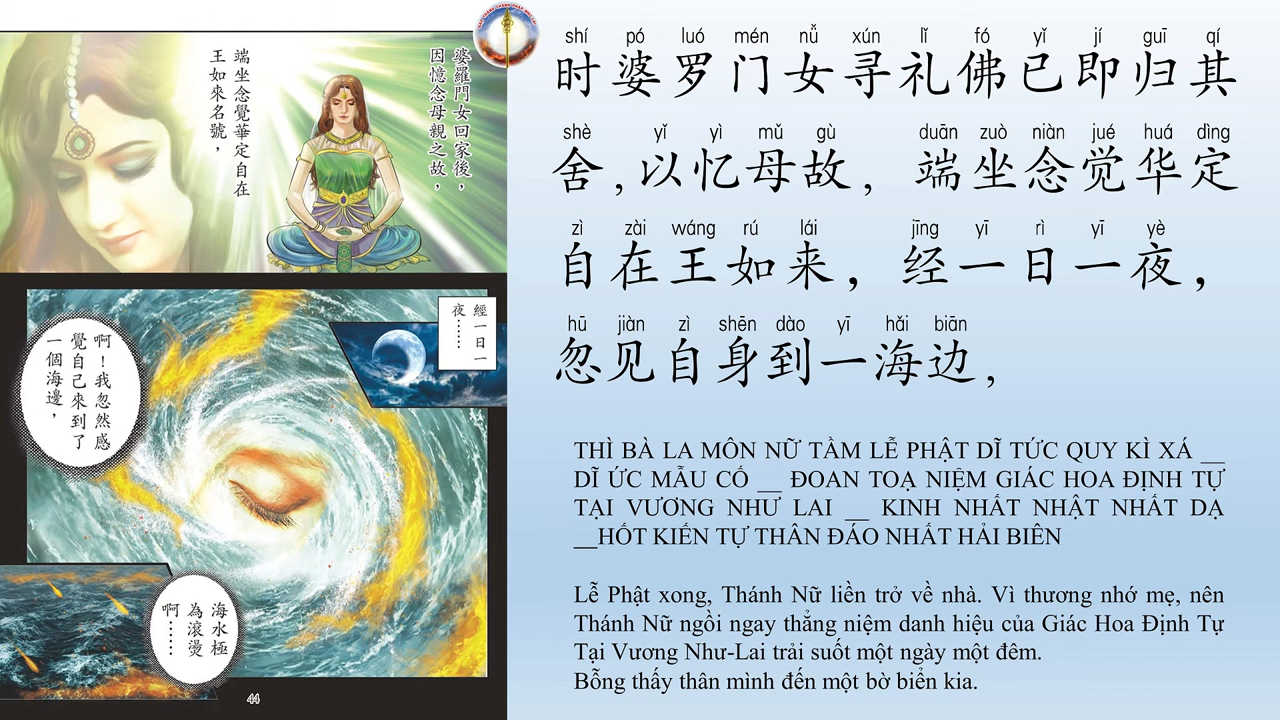 婆羅門女回家後，
因憶念母親之故，
端坐念覺華定自在
王如來名號，
經一日一
夜……
啊！我忽然感
覺自己來到了
一個海邊，
海水極
為滾燙
啊……
44
shí pó luó mén nǚ xún lǐ fó yǐ jí guī qí
时婆罗门女寻礼佛已即归其
shè yǐ yì mǔ gù duān zuò niàn jué huá dìng
舍，以忆母故，端坐念觉华定
zì zài wáng rú lái jīng yī rì yī yè
自在王如来，经一日一夜，
hū jiàn zì shēn dào yī hǎi biān
忽见自身到一海边，
THÌ BÀ LA MÔN NỮ TẦM LỄ PHẬT DĨ TỨC QUY KÌ XÁ __
DĨ ỨC MẪU CỐ __ ĐOAN TOẠ NIỆM GIÁC HOA ĐỊNH TỰ
TẠI VƯƠNG NHƯ LAI __ KINH NHẤT NHẬT NHẤT DẠ
__HỐT KIẾN TỰ THÂN ĐÁO NHẤT HẢI BIÊN
Lễ Phật xong, Thánh Nữ liền trở về nhà. Vì thương nhớ mẹ, nên
Thánh Nữ ngồi ngay thẳng niệm danh hiệu của Giác Hoa Định Tự
Tại Vương Như-Lai trải suốt một ngày một đêm.
Bỗng thấy thân mình đến một bờ biển kia.